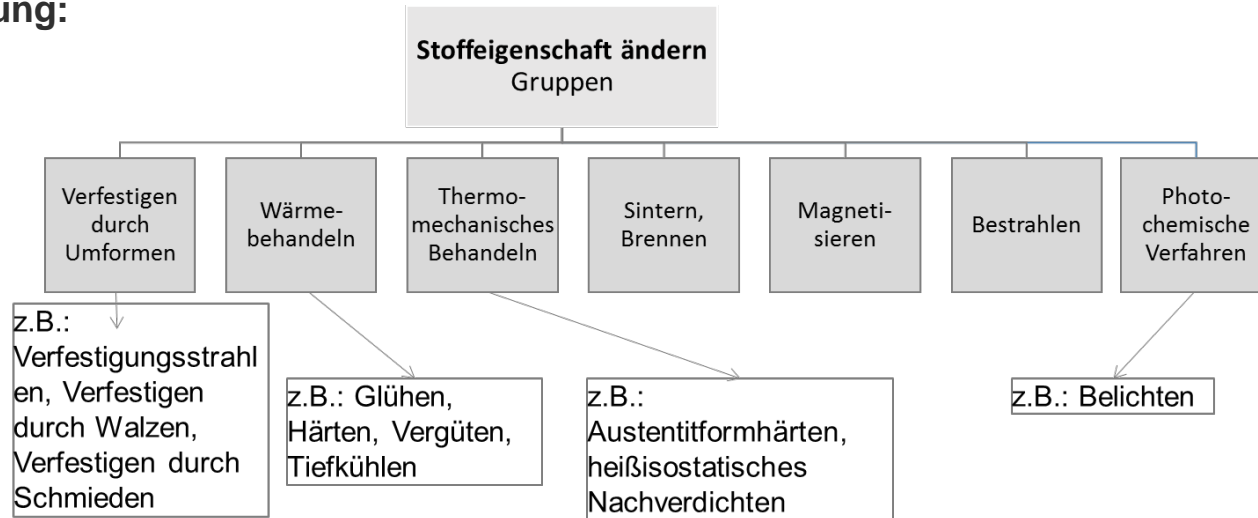 ung:
Stoffeigenschaft ändern
Gruppen
Verfestigen
durch
Umformen
Wärme-
behandeln
Thermo-
mechanisches
Behandeln
Sintern,
Brennen
Magneti-
sieren
Bestrahlen
Photo-
chemische
Verfahren
z.B.:
Verfestigungsstrahl
en, Verfestigen
durch Walzen,
Verfestigen durch
Schmieden
z.B.: Glühen,
Härten, Vergüten,
Tiefkühlen
z.B.:
Austentitformhärten,
heißisostatisches
Nachverdichten
z.B.: Belichten